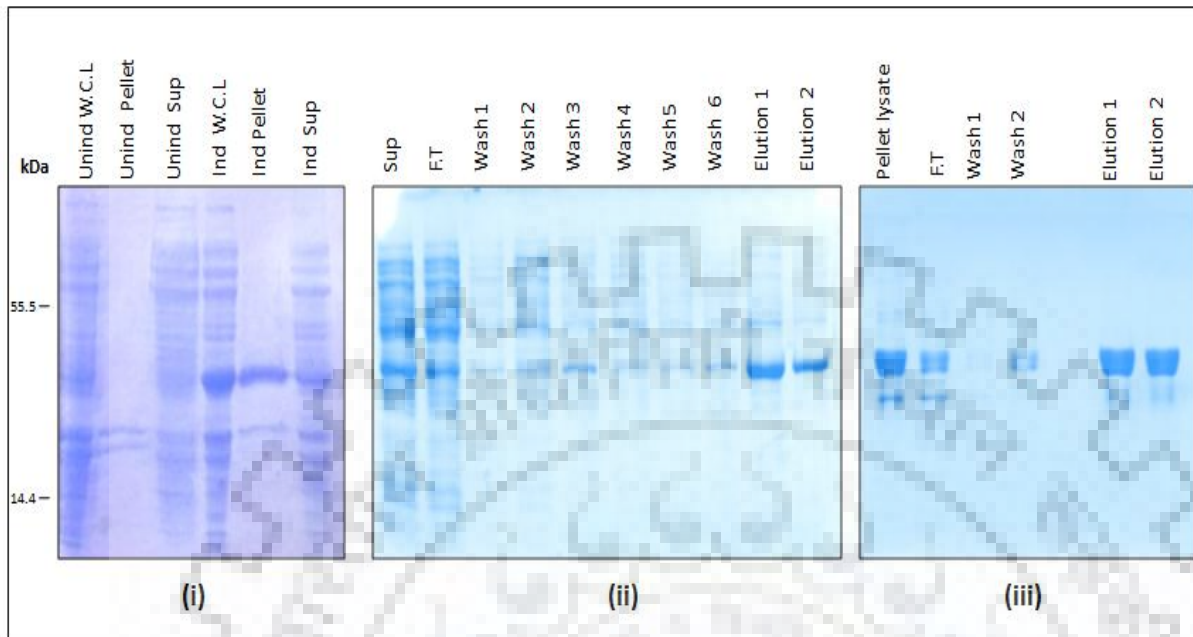 Unind W.C.L
Unind Pellet
Unind Sup
Ind W.C.L
Ind Pellet
Ind Sup
Sup
F.T
Wash 1
Wash 2
Wash 3
Wash 4
Wash 5
Wash 6
Elution 1
Elution 2
Pellet lysate
F.T
Wash 1
Wash 2
Elution 1
Elution 2
kDa
55.5
14.4
(i)
(ii)
(iii)